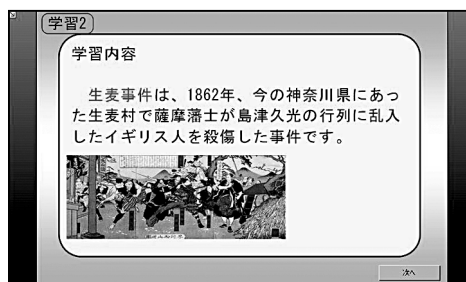 学習2)
学習内容
生麦事件は、1862年、今の神奈川県にあっ
た生麦村で薩摩藩士が島津久光の行列に乱入
したイギリス人を殺傷した事件です。
次へ